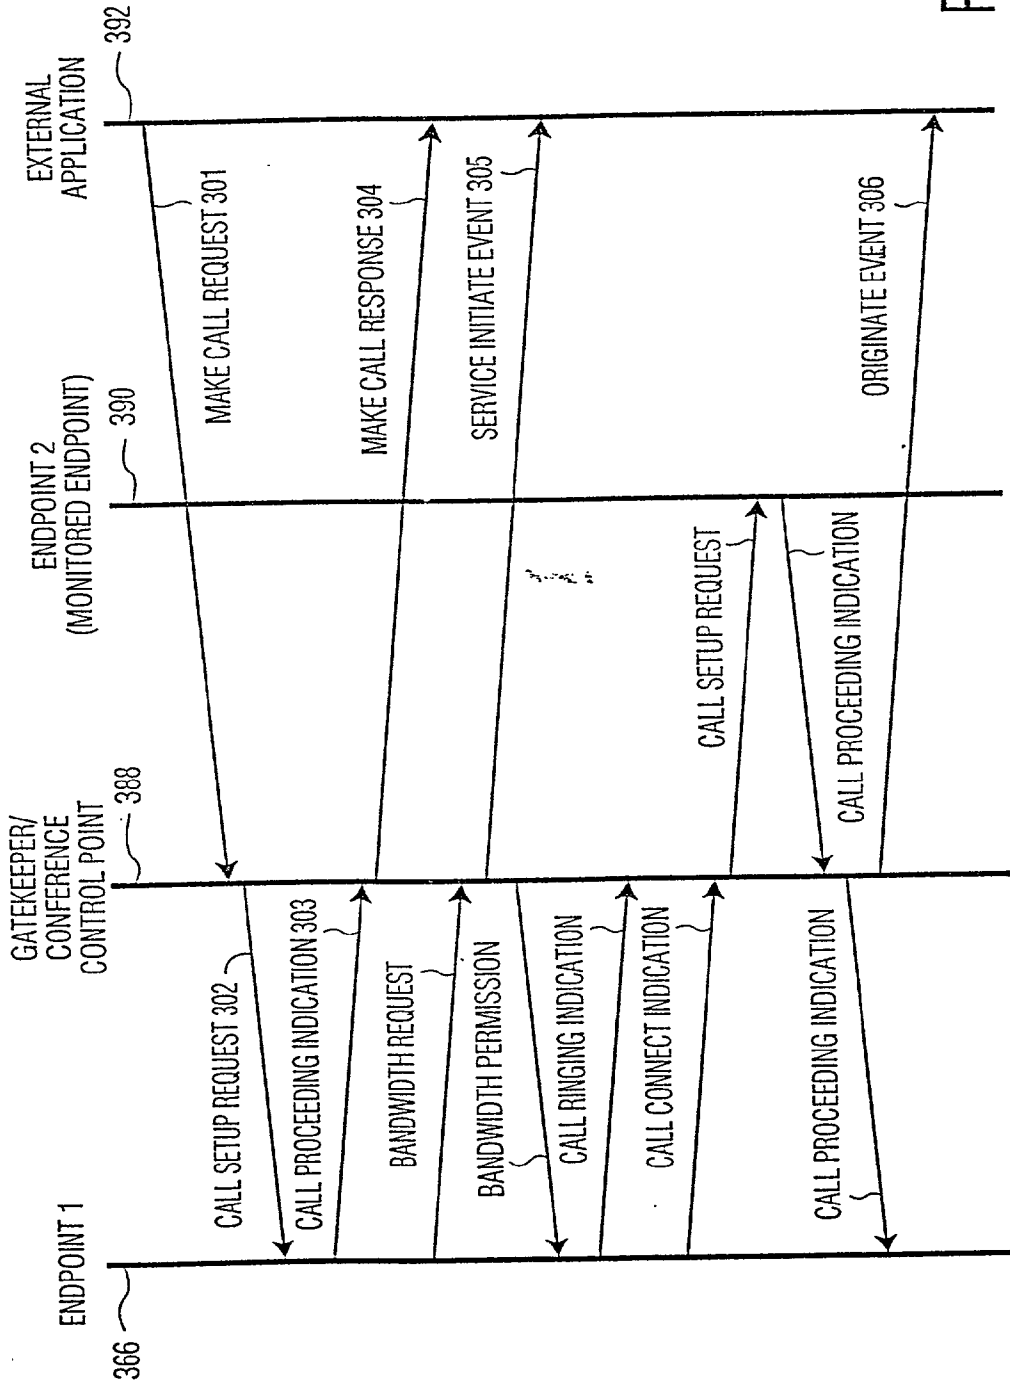 ENDPOINT 1
366
GATEKEEPER/
CONFERENCE
CONTROL POINT
388
ENDPOINT 2
(MONITORED ENDPOINT)
390
EXTERNAL
APPLICATION
392
MAKE CALL REQUEST 301
CALL SETUP REQUEST 302
CALL PROCEEDING INDICATION 303
MAKE CALL RESPONSE 304
BANDWIDTH REQUEST
SERVICE INITIATE EVENT 305
BANDWIDTH PERMISSION
CALL RINGING INDICATION
CALL CONNECT INDICATION
CALL SETUP REQUEST
CALL PROCEEDING INDICATION
CALL PROCEEDING INDICATION
ORIGINATE EVENT 306